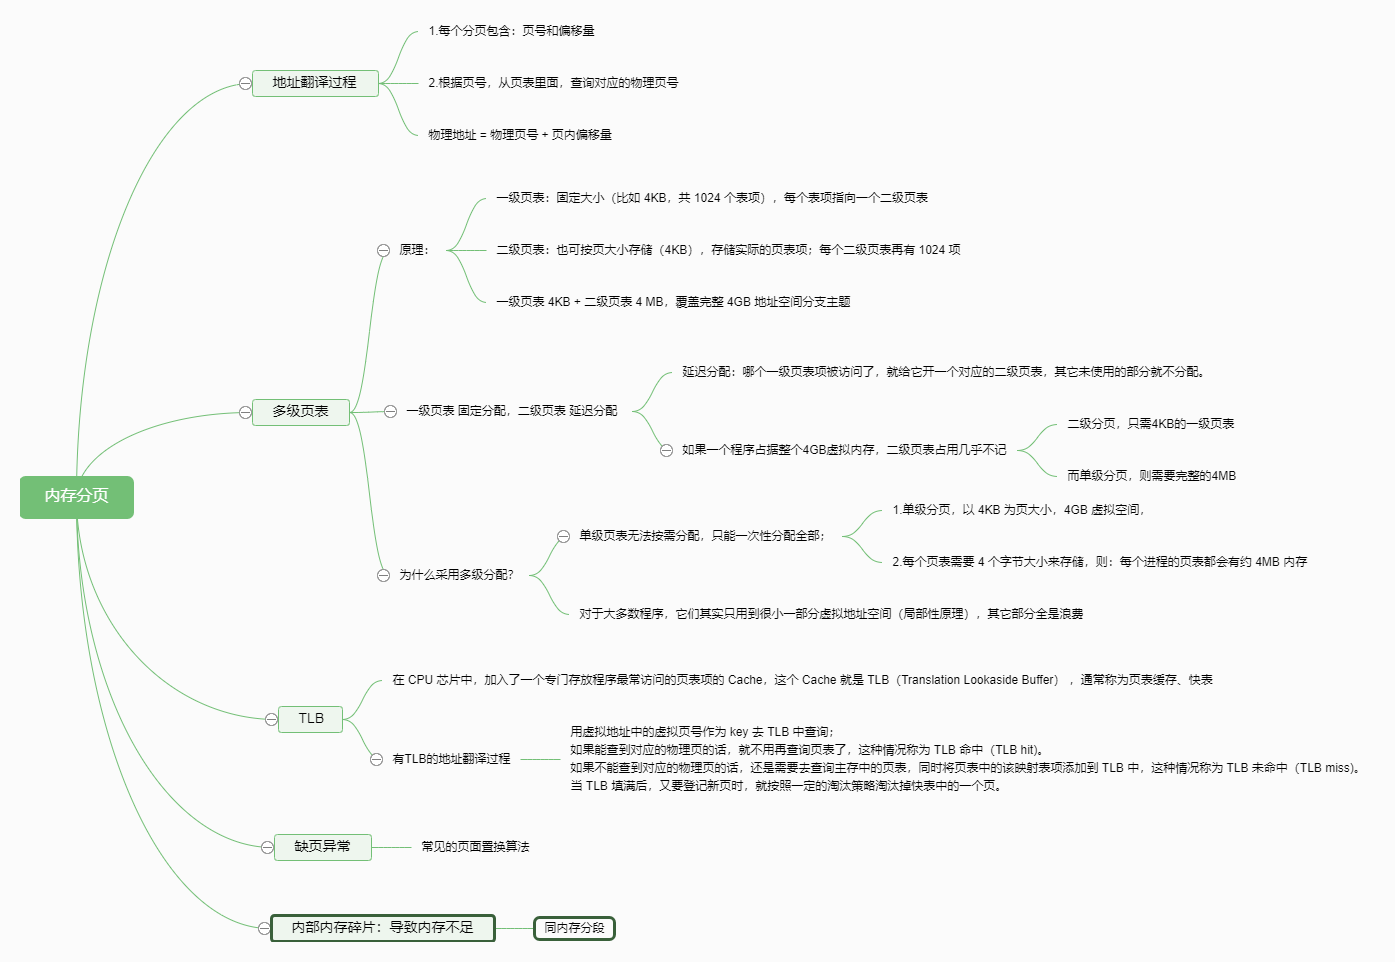 内存分页
地址翻译过程
1.每个分页包含：页号和偏移量
2.根据页号，从页表里面，查询对应的物理页号
物理地址 = 物理页号 + 页内偏移量
多级页表
原理：
一级页表：固定大小（比如 4KB，共 1024 个表项），每个表项指向一个二级页表
二级页表：也可按页大小存储（4KB），存储实际的页表项；每个二级页表再有 1024 项
一级页表 4KB + 二级页表 4 MB，覆盖完整 4GB 地址空间分支主题
一级页表 固定分配，二级页表 延迟分配
延迟分配：哪个一级页表项被访问了，就给它开一个对应的二级页表，其它未使用的部分就不分配。
如果一个程序占据整个4GB虚拟内存，二级页表占用几乎不记
二级分页，只需4KB的一级页表
而单级分页，则需要完整的4MB
为什么采用多级分配？
单级页表无法按需分配，只能一次性分配全部；
1.单级分页，以 4KB 为页大小，4GB 虚拟空间，
2.每个页表需要 4 个字节大小来存储，则：每个进程的页表都会有约 4MB 内存
对于大多数程序，它们其实只用到很小一部分虚拟地址空间（局部性原理），其它部分全是浪费
TLB
在 CPU 芯片中，加入了一个专门存放程序最常访问的页表项的 Cache，这个 Cache 就是 TLB（Translation Lookaside Buffer） ，通常称为页表缓存、快表
有TLB的地址翻译过程
用虚拟地址中的虚拟页号作为 key 去 TLB 中查询；
如果能查到对应的物理页的话，就不用再查询页表了，这种情况称为 TLB 命中（TLB hit)。
如果不能查到对应的物理页的话，还是需要去查询主存中的页表，同时将页表中的该映射表项添加到 TLB 中，这种情况称为 TLB 未命中（TLB miss)。
当 TLB 填满后，又要登记新页时，就按照一定的淘汰策略淘汰掉快表中的一个页。
缺页异常
常见的页面置换算法
内部内存碎片：导致内存不足
同内存分段